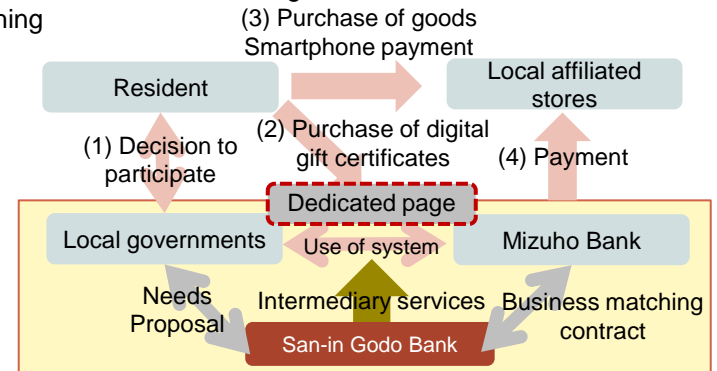 ning
(3) Purchase of goods
Smartphone payment
Resident
Local affiliated
stores
(1) Decision to
participate
(2) Purchase of digital
gift certificates
(4) Payment
Dedicated page
Local governments
Use of system
Mizuho Bank
Needs
Proposal
Intermediary services
Business matching
contract
San-in Godo Bank